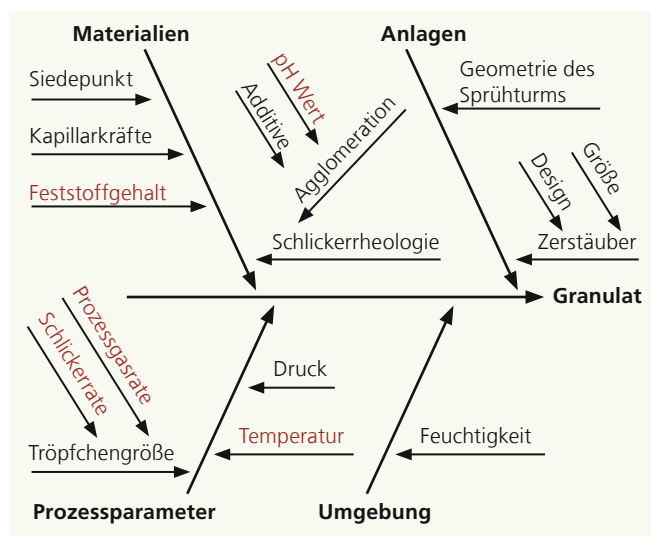 Materialien
Anlagen
Siedepunkt
Kapillarkräfte
Feststoffgehalt
Additive
pH Wert
Agglomeration
Schlickerrheologie
Geometrie des
Sprühturms
Design
Größe
Zerstäuber
Granulat
Prozessgasrate
Schlickerrate
Tröpfchengröße
Druck
Temperatur
Feuchtigkeit
Prozessparameter
Umgebung